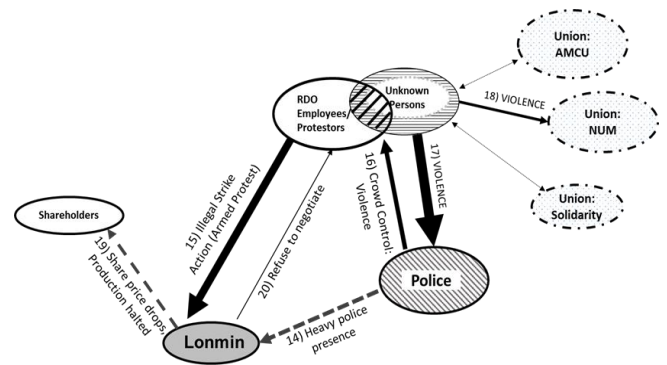 Union:
AMCU
Unknown
Persons
18) VIOLENCE
RDO
Employees/
Protestors
Union:
NUM
17) VIOLENCE
16) Crowd Control:
Violence
15) Illegal Strike
Action (Armed Protest)
20) Refuse to negotiate
Union:
Solidarity
Shareholders
19) Share price drops,
Production halted
Police
14) Heavy police
presence
Lonmin